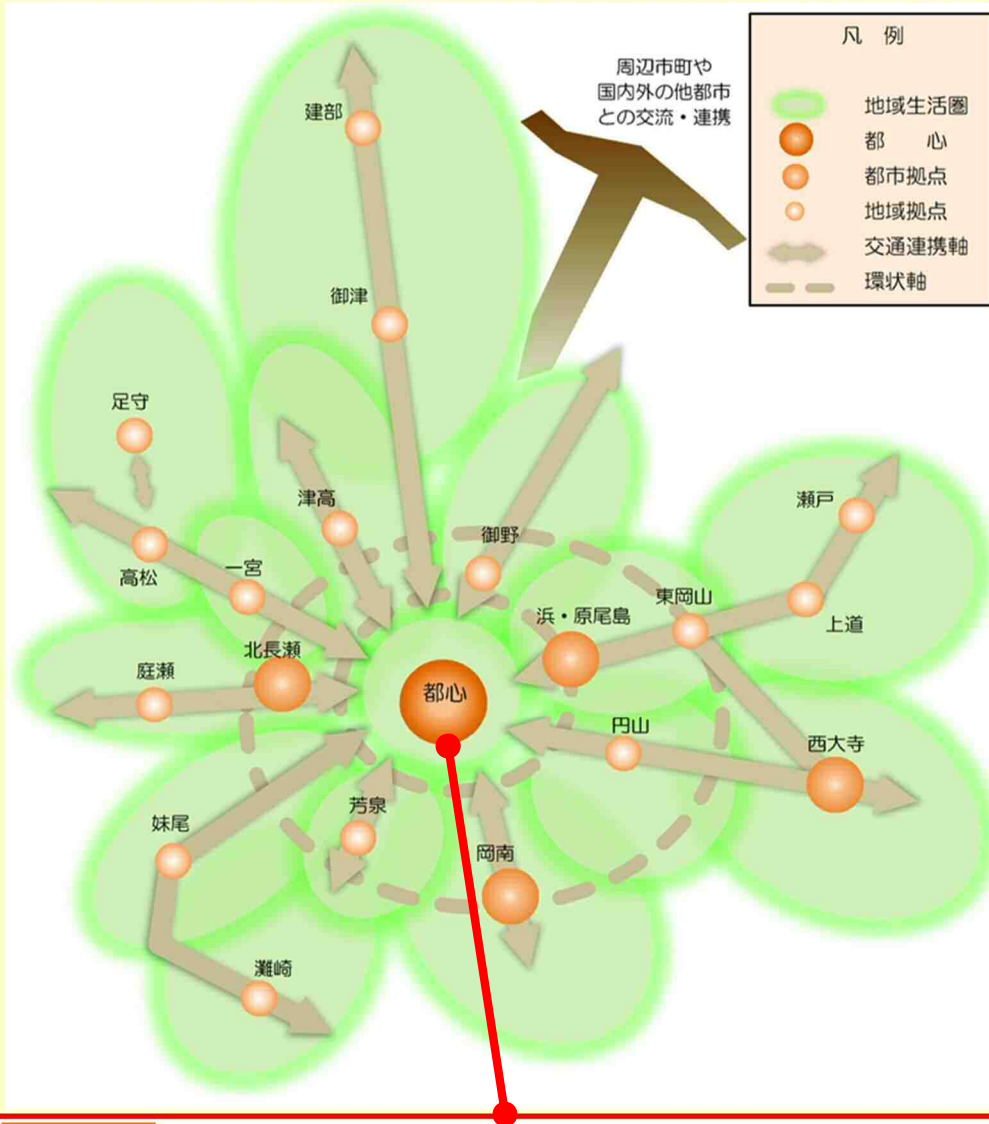 凡 例
地域生活圏
都 心
都市拠点
地域拠点
交通連携軸
環状軸
周辺市町や
国内外の他都市
との交流・連携
建部
御津
足守
津高
御野
瀬戸
高松
一宮
浜・原尾島
東岡山
上道
庭瀬
北長瀬
都心
円山
西大寺
妹尾
芳泉
岡南
灘崎